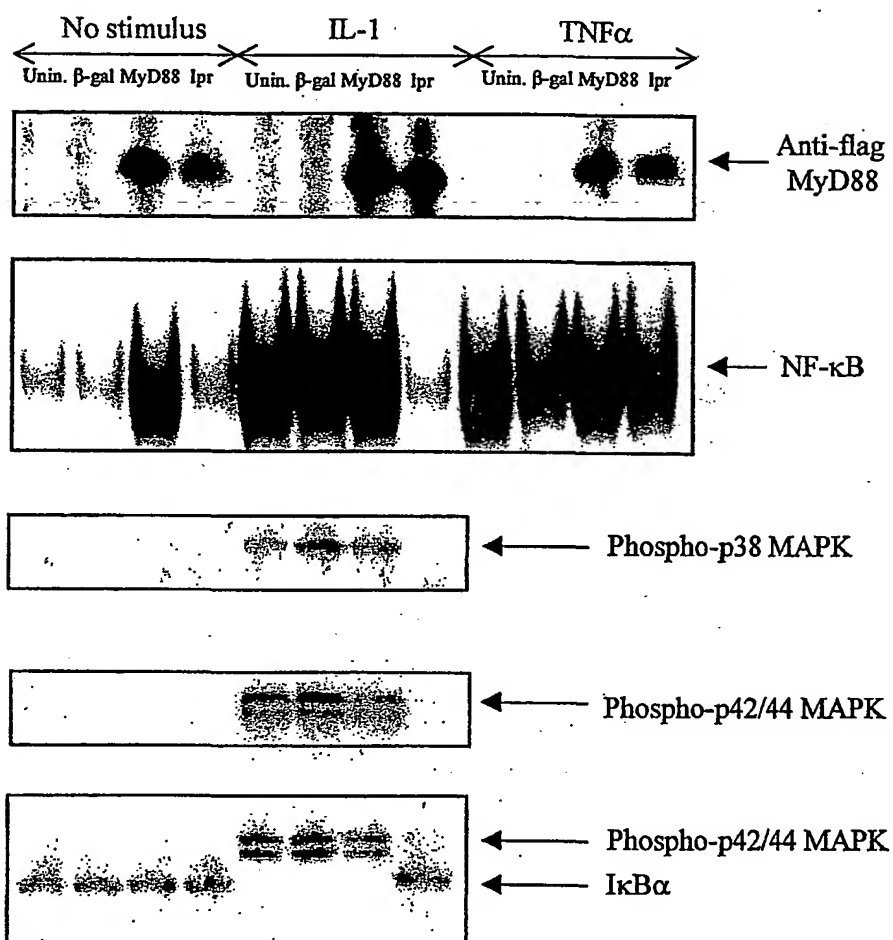 No stimulus IL-1 TNFα
Unin. β-gal MyD88 lpr Unin. β-gal MyD88 lpr Unin. β-gal MyD88 lpr
Anti-flag
MyD88
NF-κB
Phospho-p38 MAPK
Phospho-p42/44 MAPK
Phospho-p42/44 MAPK
IκBα